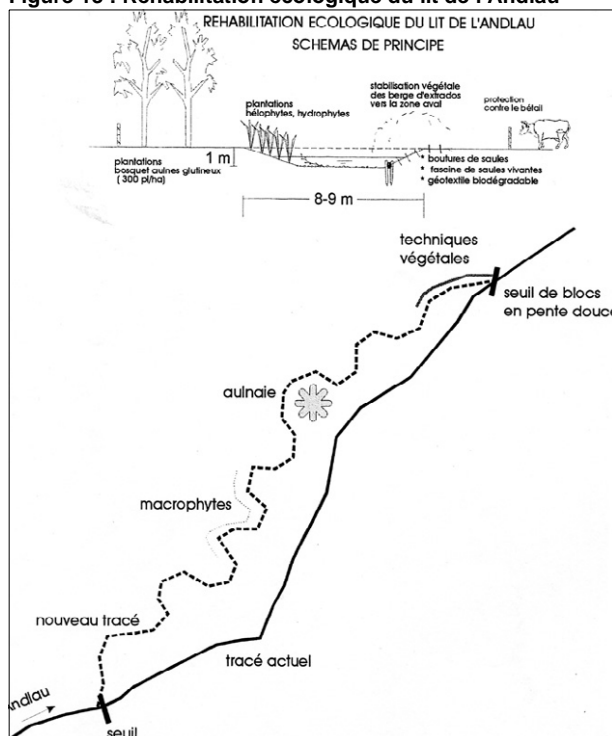 Figure 13 : Réhabilitation écologique du lit de l'Andlau
REHABILITATION ECOLOGIQUE DU LIT DE L'ANDLAU
SCHEMAS DE PRINCIPE
plantations
hélophytes, hydrophytes
stabilisation végétale
des berge d'extrados
vers la zone aval
protection
contre le bétail
plantations
bosquet aulnes glutineux
( 300 pl/ha)
1 m
* boutures de saules
* fascine de saules vivantes
* géotextile biodégradable
8-9 m
techniques
végétales
seuil de blocs
en pente douce
aulnaie
macrophytes
nouveau tracé
tracé actuel
Andlau
seuil